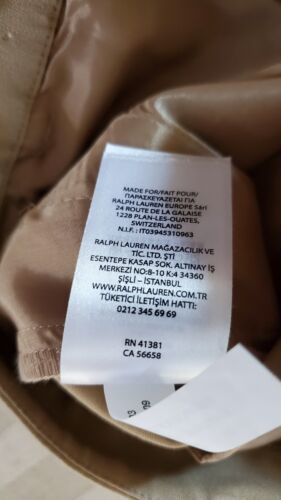 MADE FOR/FAIT POUR/
ΠΑΡΑΣΚΕΥΑΖΕΤΑΙ ΓΙΑ
RALPH LAUREN EUROPE Sàrl
24 ROUTE DE LA GALAISE
1228 PLAN-LES-OUATES,
SWITZERLAND
N.I.F. : IT03945310963
RALPH LAUREN MAĞAZACILIK VE
TİC. LTD. ŞTİ
ESENTEPE KASAP SOK. ALTINAY İŞ
MERKEZİ NO:8-10 K:4 34360
ŞİŞLİ – İSTANBUL
WWW.RALPHLAUREN.COM.TR
TÜKETİCİ İLETİŞİM HATTI:
0212 345 69 69
RN 41381
CA 56658